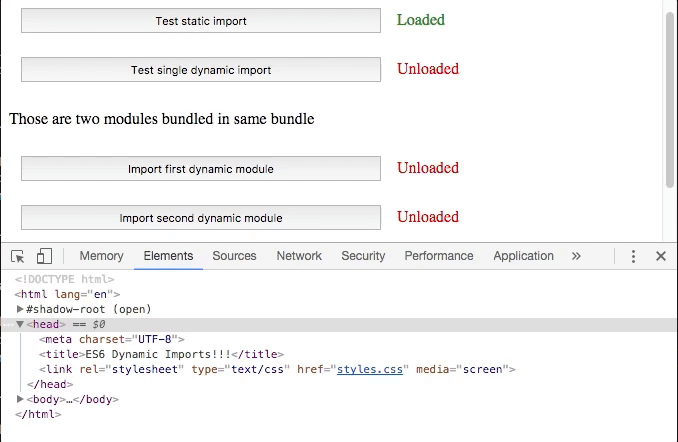 Test static import Loaded
Test single dynamic import Unloaded
Those are two modules bundled in same bundle
Import first dynamic module Unloaded
Import second dynamic module Unloaded
Memory Elements Sources Network Security Performance Application »
<!DOCTYPE html>
<html lang="en">
▶#shadow-root (open)
…▼<head> == $0
<meta charset="UTF-8">
<title>ES6 Dynamic Imports!!!</title>
<link rel="stylesheet" type="text/css" href="styles.css" media="screen">
</head>
▶<body>…</body>
</html>